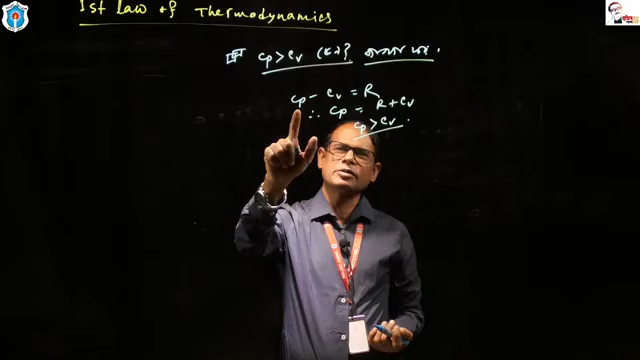 1st Law of Thermodynamics
Cp > Cv কেন? ব্যাখ্যা কর.
Cp - Cv = R
∴ Cp = R + Cv
Cp > Cv .